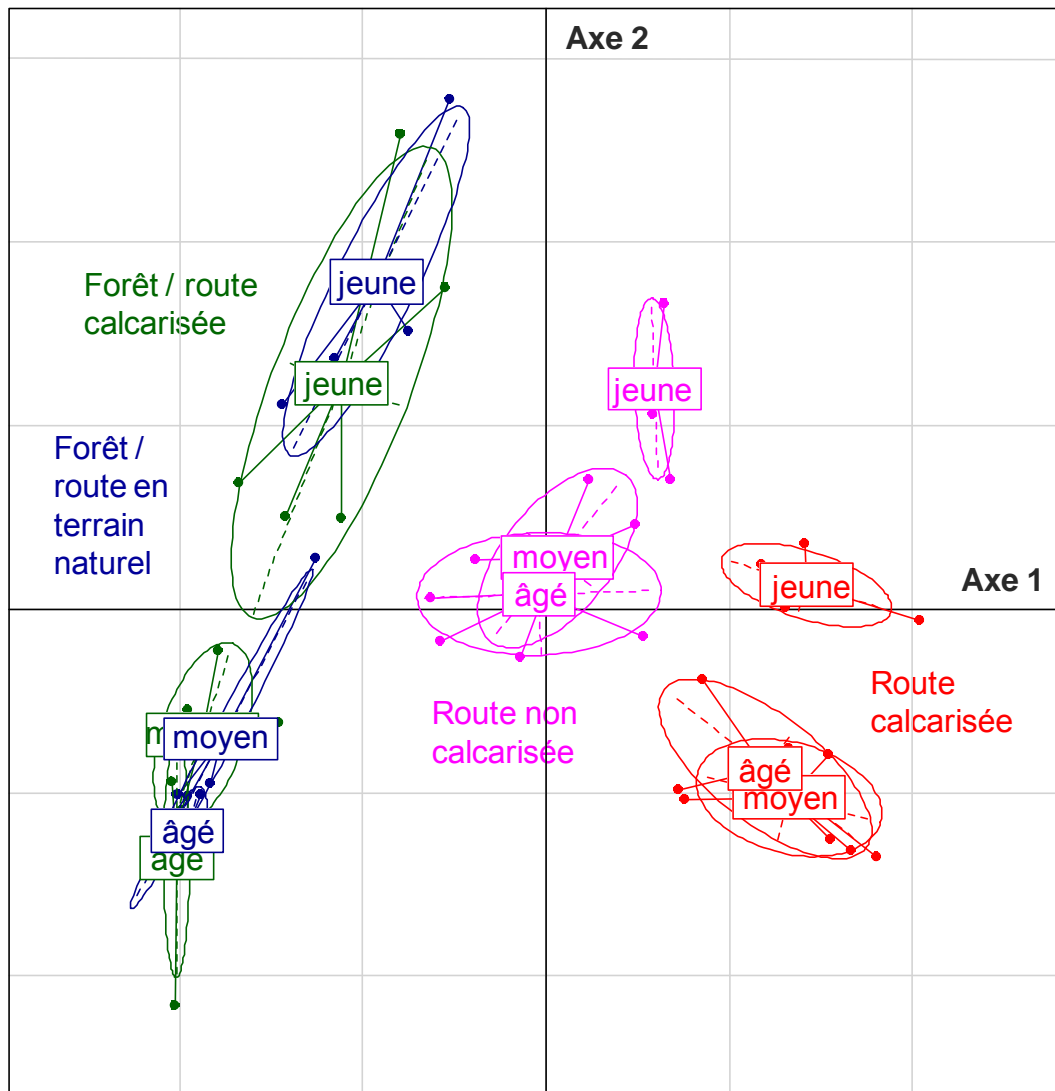 Axe 2
jeune
Forêt / route
calcarisée
jeune
jeune
Forêt /
route en
terrain
naturel
moyen
âgé
jeune
Axe 1
Route
calcarisée
Route non
calcarisée
moyen
âgé
moyen
âgé
âgé